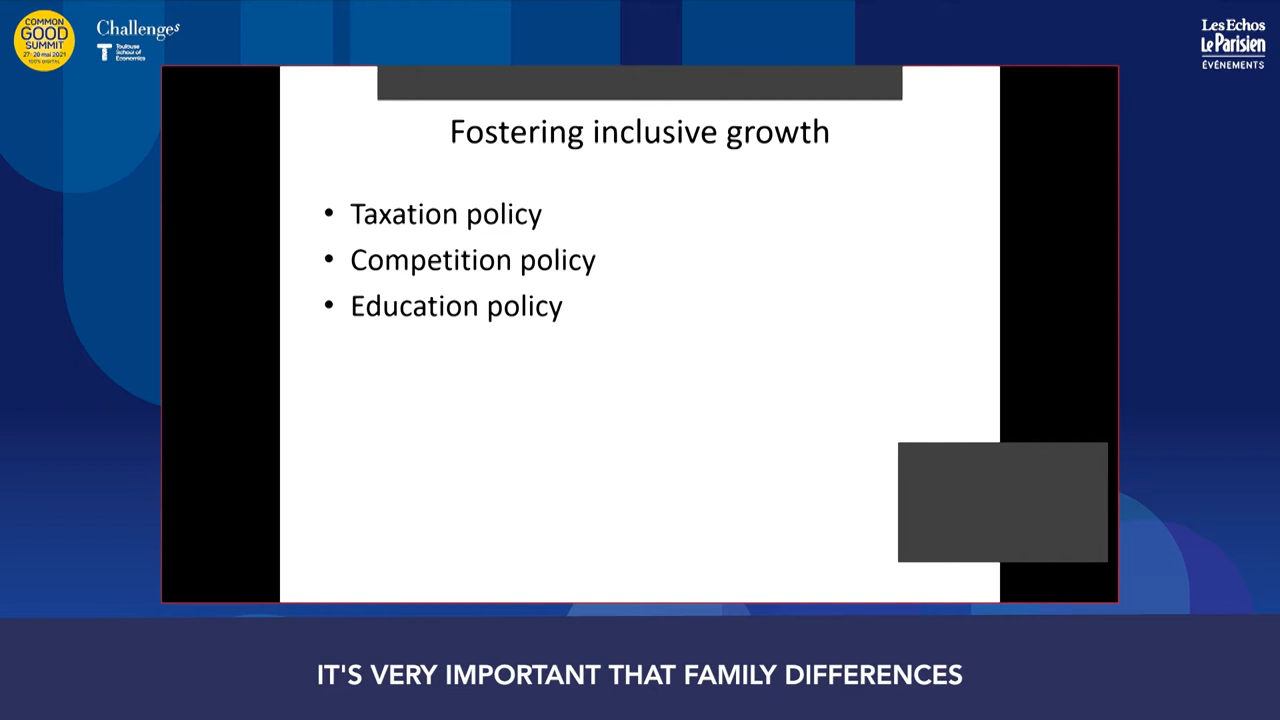 COMMON
GOOD
SUMMIT
27·28 mai 2021
100% DIGITAL
Challenges
Toulouse
School of
Economics
Les Echos
Le Parisien
ÉVÉNEMENTS
Fostering inclusive growth
• Taxation policy
• Competition policy
• Education policy
IT'S VERY IMPORTANT THAT FAMILY DIFFERENCES